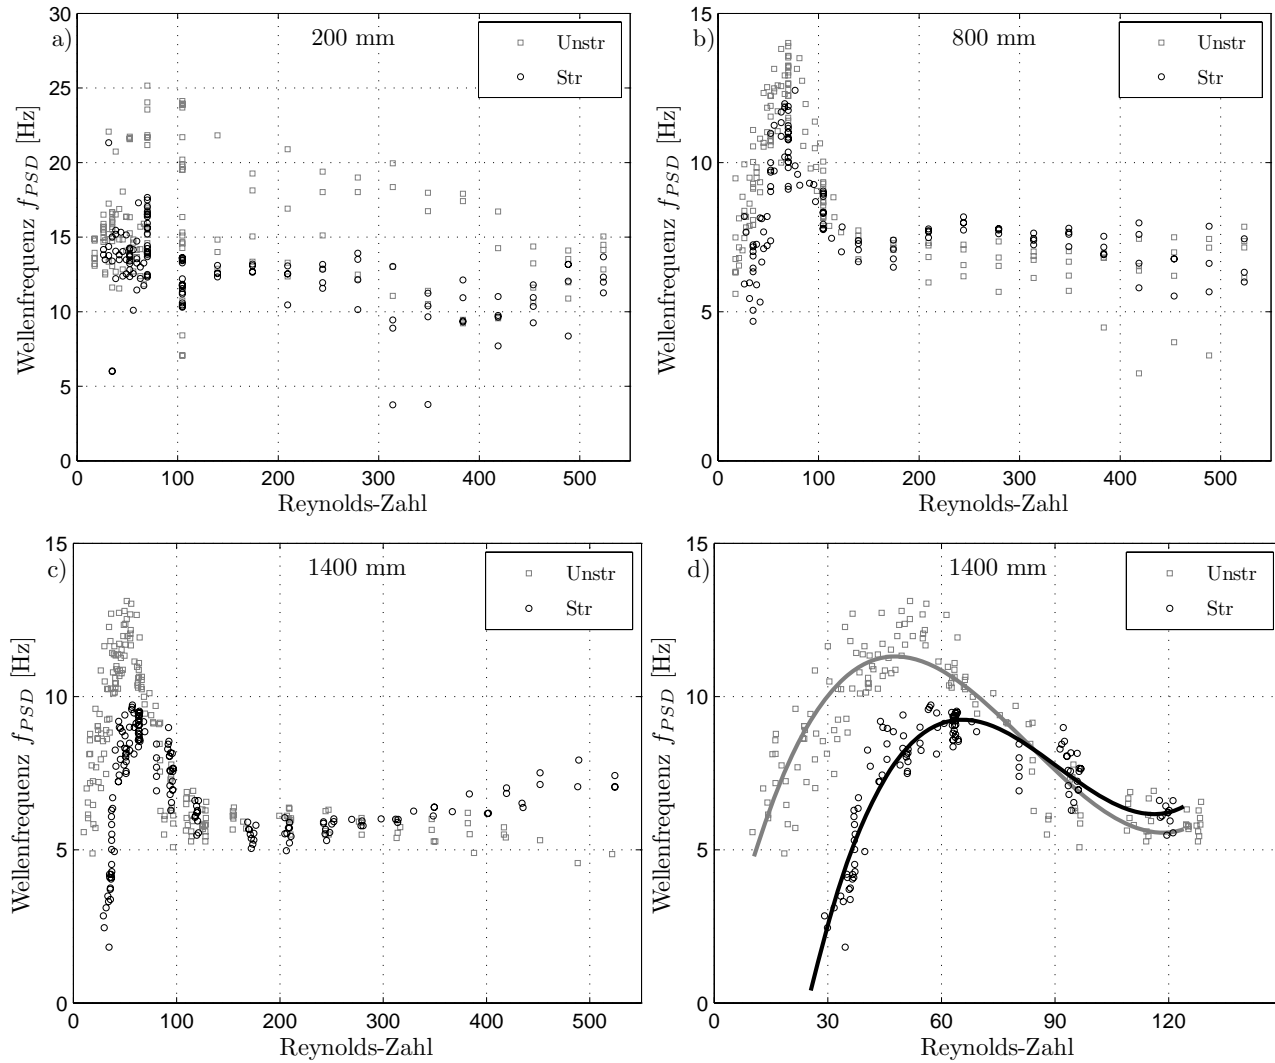 a)
200 mm
Unstr
Str
30
25
20
15
10
5
0
Wellenfrequenz f_PSD [Hz]
0 100 200 300 400 500
Reynolds-Zahl
b)
800 mm
Unstr
Str
15
10
5
0
Wellenfrequenz f_PSD [Hz]
0 100 200 300 400 500
Reynolds-Zahl
c)
1400 mm
Unstr
Str
15
10
5
0
Wellenfrequenz f_PSD [Hz]
0 100 200 300 400 500
Reynolds-Zahl
d)
1400 mm
Unstr
Str
15
10
5
0
Wellenfrequenz f_PSD [Hz]
0 30 60 90 120
Reynolds-Zahl